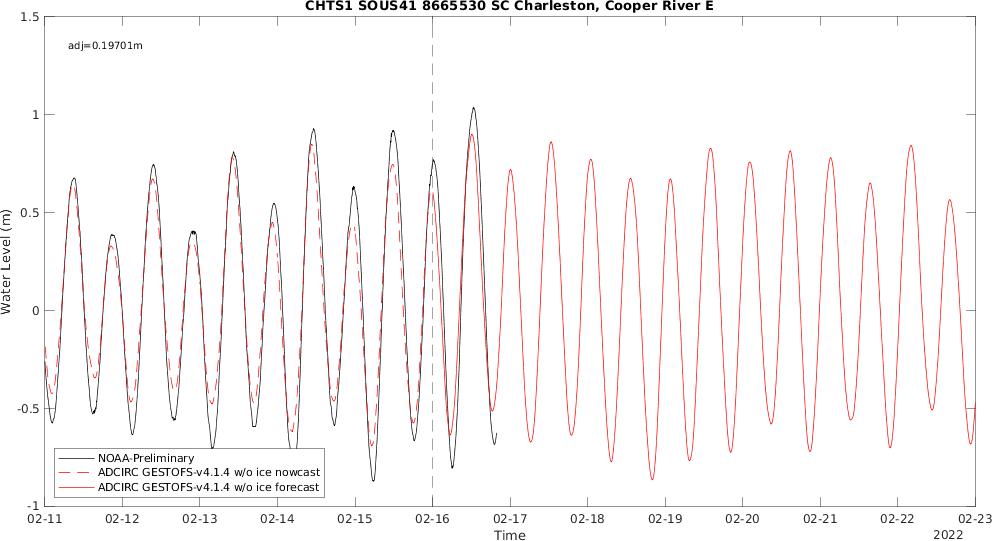 CHTS1 SOUS41 8665530 SC Charleston, Cooper River E
adj=0.19701m
1.5
1
0.5
0
-0.5
-1
Water Level (m)
NOAA-Preliminary
ADCIRC GESTOFS-v4.1.4 w/o ice nowcast
ADCIRC GESTOFS-v4.1.4 w/o ice forecast
02-11 02-12 02-13 02-14 02-15 02-16 02-17 02-18 02-19 02-20 02-21 02-22 02-23
Time
2022